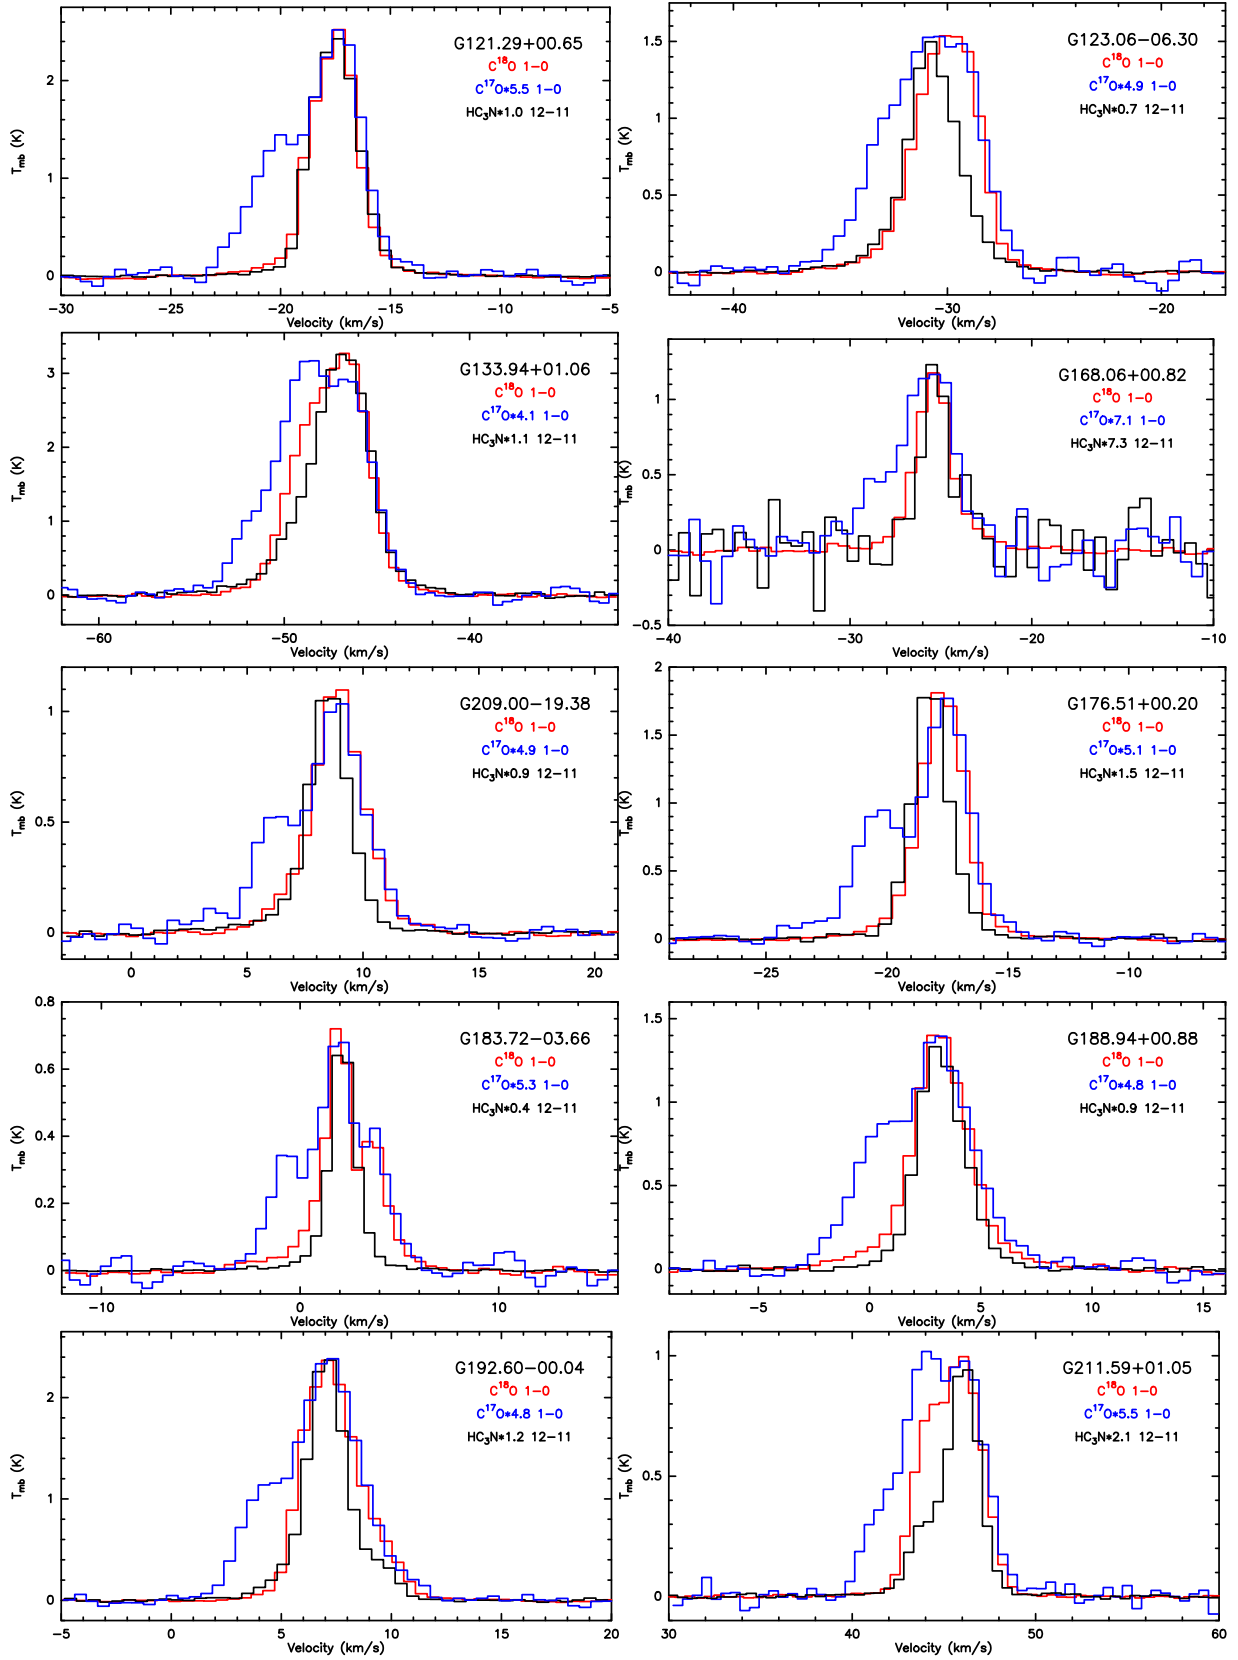 G121.29+00.65
C¹⁸O 1−0
C¹⁷O*5.5 1−0
HC₃N*1.0 12−11
T_mb (K)
2
1
0
−30 −25 −20 −15 −10 −5
Velocity (km/s)
G123.06−06.30
C¹⁸O 1−0
C¹⁷O*4.9 1−0
HC₃N*0.7 12−11
1.5
1
0.5
0
−40 −30 −20
Velocity (km/s)
G133.94+01.06
C¹⁸O 1−0
C¹⁷O*4.1 1−0
HC₃N*1.1 12−11
T_mb (K)
3
2
1
0
−60 −50 −40
Velocity (km/s)
G168.06+00.82
C¹⁸O 1−0
C¹⁷O*7.1 1−0
HC₃N*7.3 12−11
T_mb (K)
1
0.5
0
−0.5
−40 −30 −20 −10
Velocity (km/s)
G209.00−19.38
C¹⁸O 1−0
C¹⁷O*4.9 1−0
HC₃N*0.9 12−11
T_mb (K)
1
0.5
0
0 5 10 15 20
Velocity (km/s)
G176.51+00.20
C¹⁸O 1−0
C¹⁷O*5.1 1−0
HC₃N*1.5 12−11
T_mb (K)
2
1.5
1
0.5
0
−25 −20 −15 −10
Velocity (km/s)
G183.72−03.66
C¹⁸O 1−0
C¹⁷O*5.3 1−0
HC₃N*0.4 12−11
T_mb (K)
0.8
0.6
0.4
0.2
0
−10 0 10
Velocity (km/s)
G188.94+00.88
C¹⁸O 1−0
C¹⁷O*4.8 1−0
HC₃N*0.9 12−11
T_mb (K)
1.5
1
0.5
0
−5 0 5 10 15
Velocity (km/s)
G192.60−00.04
C¹⁸O 1−0
C¹⁷O*4.8 1−0
HC₃N*1.2 12−11
T_mb (K)
2
1
0
−5 0 5 10 15 20
Velocity (km/s)
G211.59+01.05
C¹⁸O 1−0
C¹⁷O*5.5 1−0
HC₃N*2.1 12−11
T_mb (K)
1
0.5
0
30 40 50 60
Velocity (km/s)